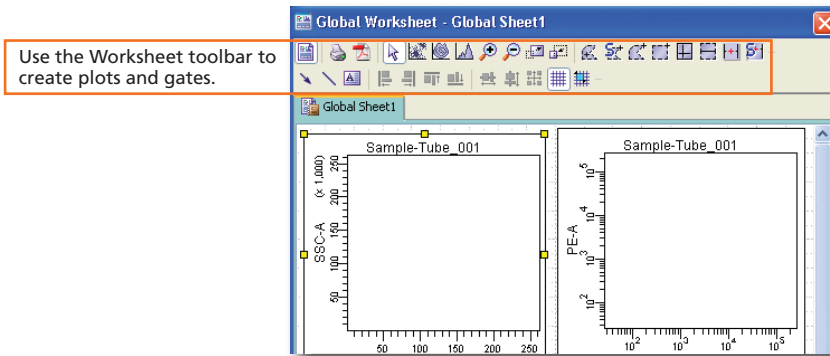 Global Worksheet - Global Sheet1
Use the Worksheet toolbar to
create plots and gates.
Global Sheet1
Sample-Tube_001
(x 1,000)
SSC-A
250
200
150
100
50
50 100 150 200 250
Sample-Tube_001
PE-A
10^5
10^4
10^3
10^2
10^2 10^3 10^4 10^5